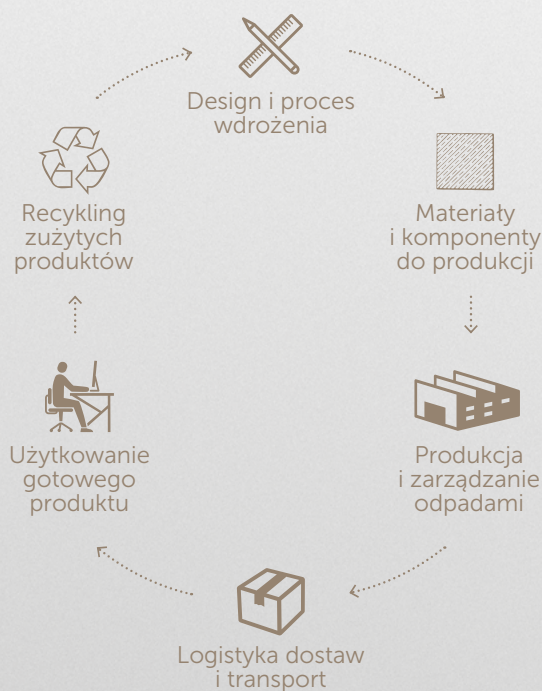 Design i proces
wdrożenia
Materiały
i komponenty
do produkcji
Produkcja
i zarządzanie
odpadami
Logistyka dostaw
i transport
Użytkowanie
gotowego
produktu
Recykling
zużytych
produktów